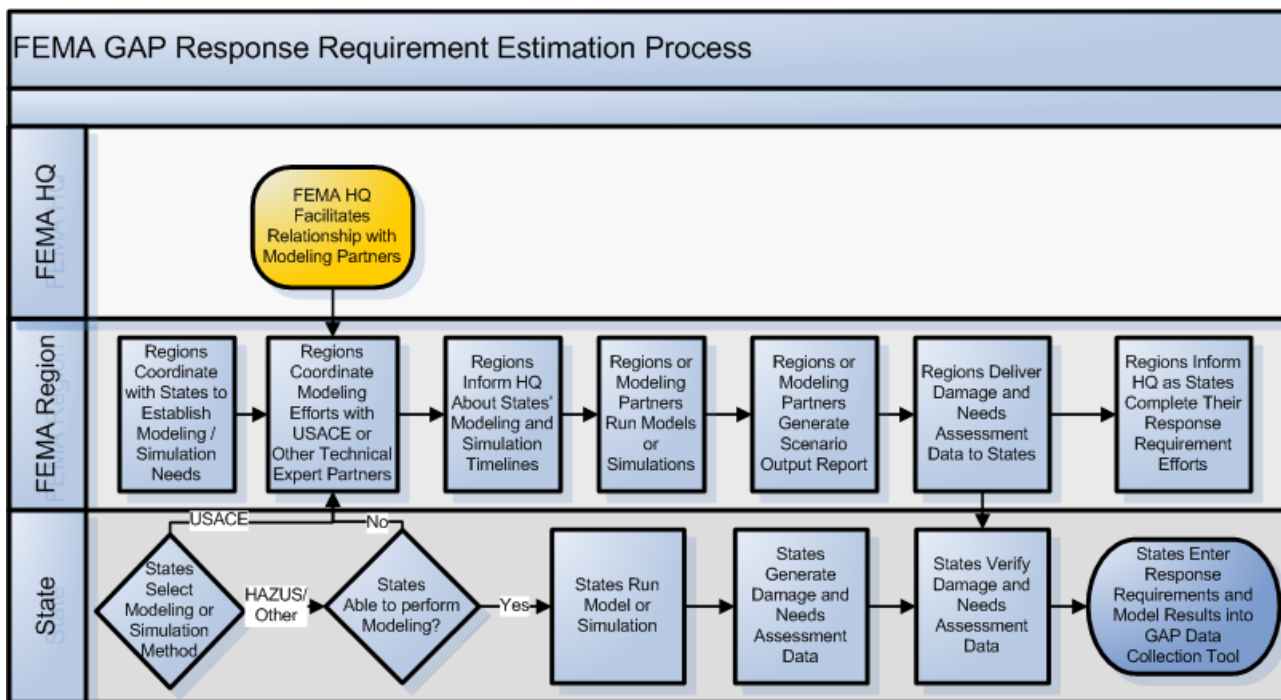 FEMA GAP Response Requirement Estimation Process
FEMA HQ
FEMA HQ
Facilitates
Relationship with
Modeling Partners
FEMA Region
Regions
Coordinate
with States to
Establish
Modeling /
Simulation
Needs
Regions
Coordinate
Modeling
Efforts with
USACE or
Other Technical
Expert Partners
Regions
Inform HQ
About States'
Modeling and
Simulation
Timelines
Regions or
Modeling
Partners
Run Models
or
Simulations
Regions or
Modeling
Partners
Generate
Scenario
Output Report
Regions Deliver
Damage and
Needs
Assessment
Data to States
Regions Inform
HQ as States
Complete Their
Response
Requirement
Efforts
State
USACE
No
States
Select
Modeling or
Simulation
Method
HAZUS/
Other
States
Able to perform
Modeling?
Yes
States Run
Model or
Simulation
States
Generate
Damage and
Needs
Assessment
Data
States Verify
Damage and
Needs
Assessment
Data
States Enter
Response
Requirements and
Model Results into
GAP Data
Collection Tool